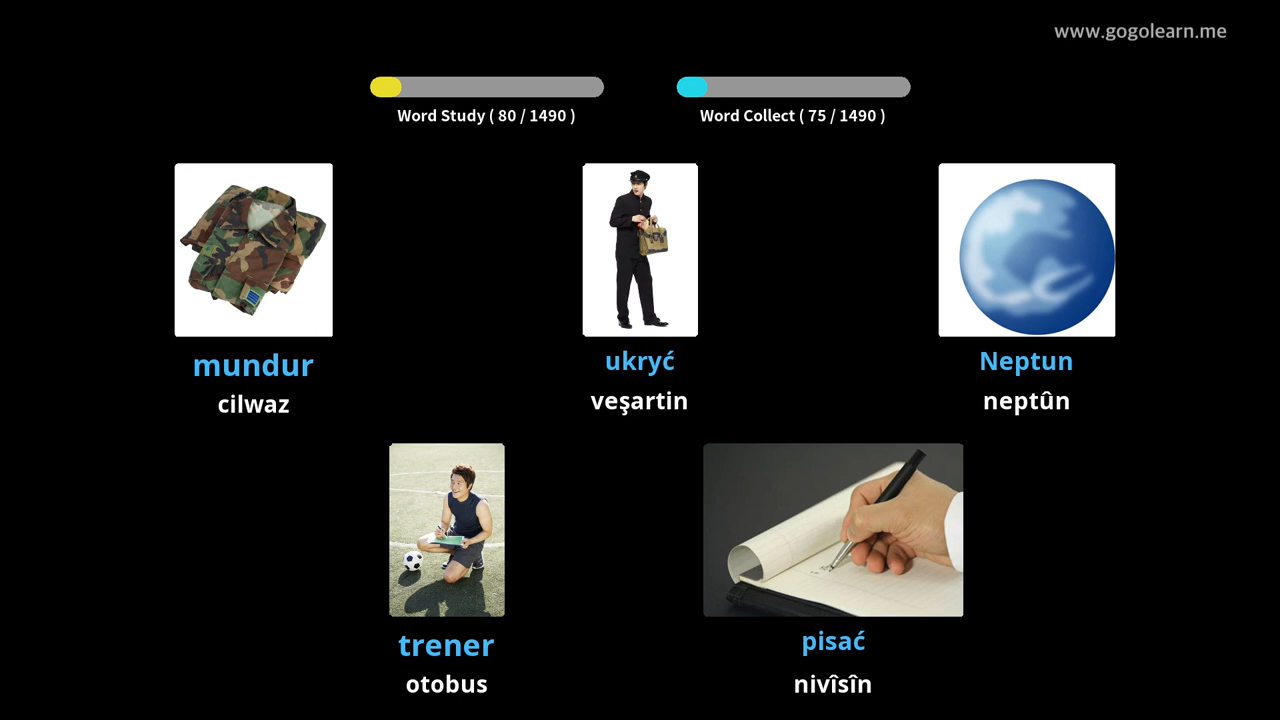 www.gogolearn.me
Word Study ( 80 / 1490 )
Word Collect ( 75 / 1490 )
mundur
cilwaz
ukryć
veşartin
Neptun
neptûn
trener
otobus
pisać
nivîsîn